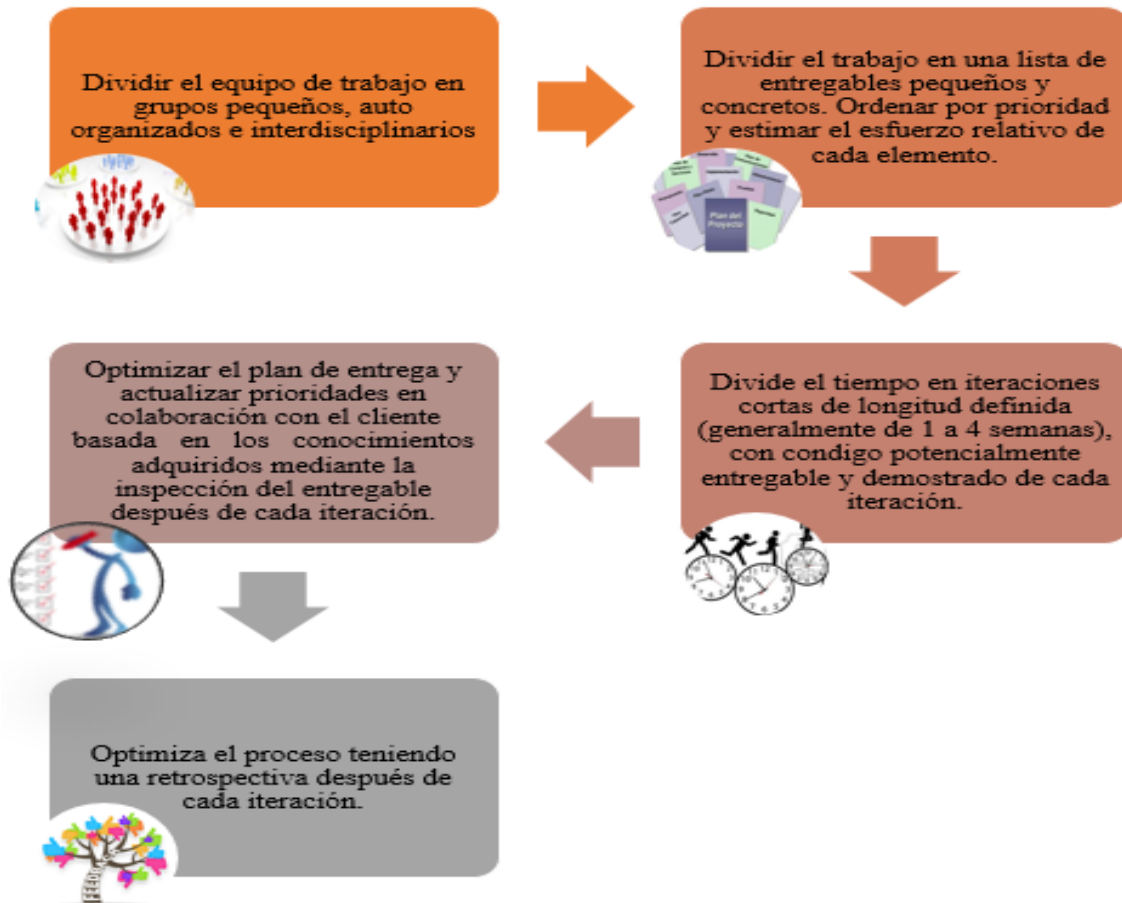 Dividir el equipo de trabajo en
grupos pequeños, auto
organizados e interdisciplinarios
Dividir el trabajo en una lista de
entregables pequeños y
concretos. Ordenar por prioridad
y estimar el esfuerzo relativo de
cada elemento.
Plan del
Proyecto
Divide el tiempo en iteraciones
cortas de longitud definida
(generalmente de 1 a 4 semanas),
con condigo potencialmente
entregable y demostrado de cada
iteración.
Optimizar el plan de entrega y
actualizar prioridades en
colaboración con el cliente
basada en los conocimientos
adquiridos mediante la
inspección del entregable
después de cada iteración.
Optimiza el proceso teniendo
una retrospectiva después de
cada iteración.
FEEDBACK